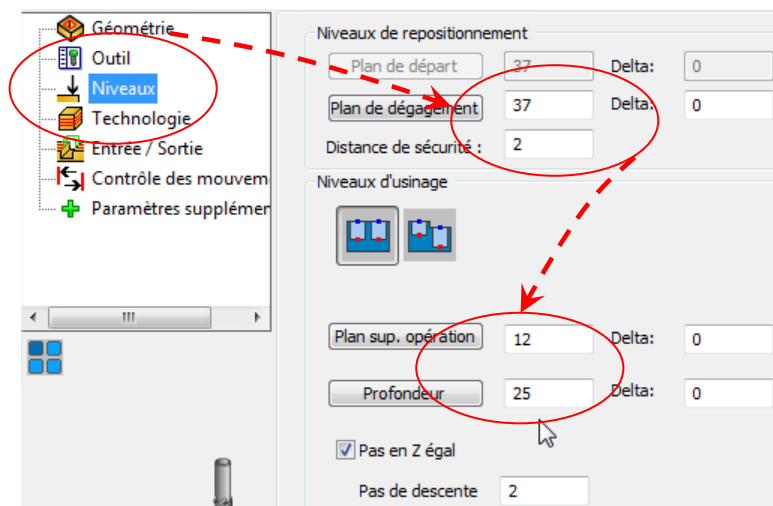 Géométrie
Outil
Niveaux
Technologie
Entrée / Sortie
Contrôle des mouvem
Paramètres supplémen
Niveaux de repositionnement
Plan de départ 37 Delta: 0
Plan de dégagement 37 Delta: 0
Distance de sécurité : 2
Niveaux d'usinage
Plan sup. opération 12 Delta: 0
Profondeur 25 Delta: 0
Pas en Z égal
Pas de descente 2